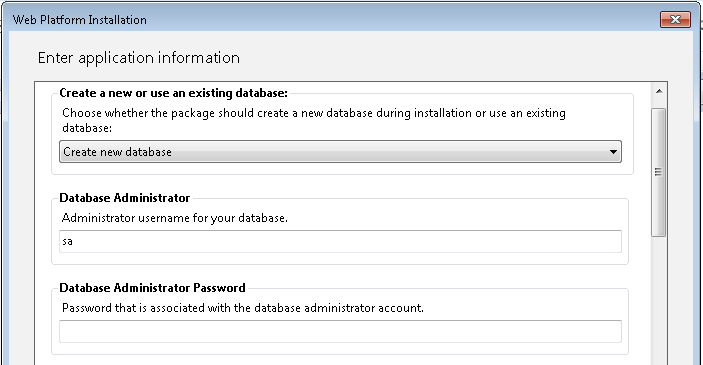 Web Platform Installation
Enter application information
Create a new or use an existing database:
Choose whether the package should create a new database during installation or use an existing
database:
Create new database
Database Administrator
Administrator username for your database.
sa
Database Administrator Password
Password that is associated with the database administrator account.